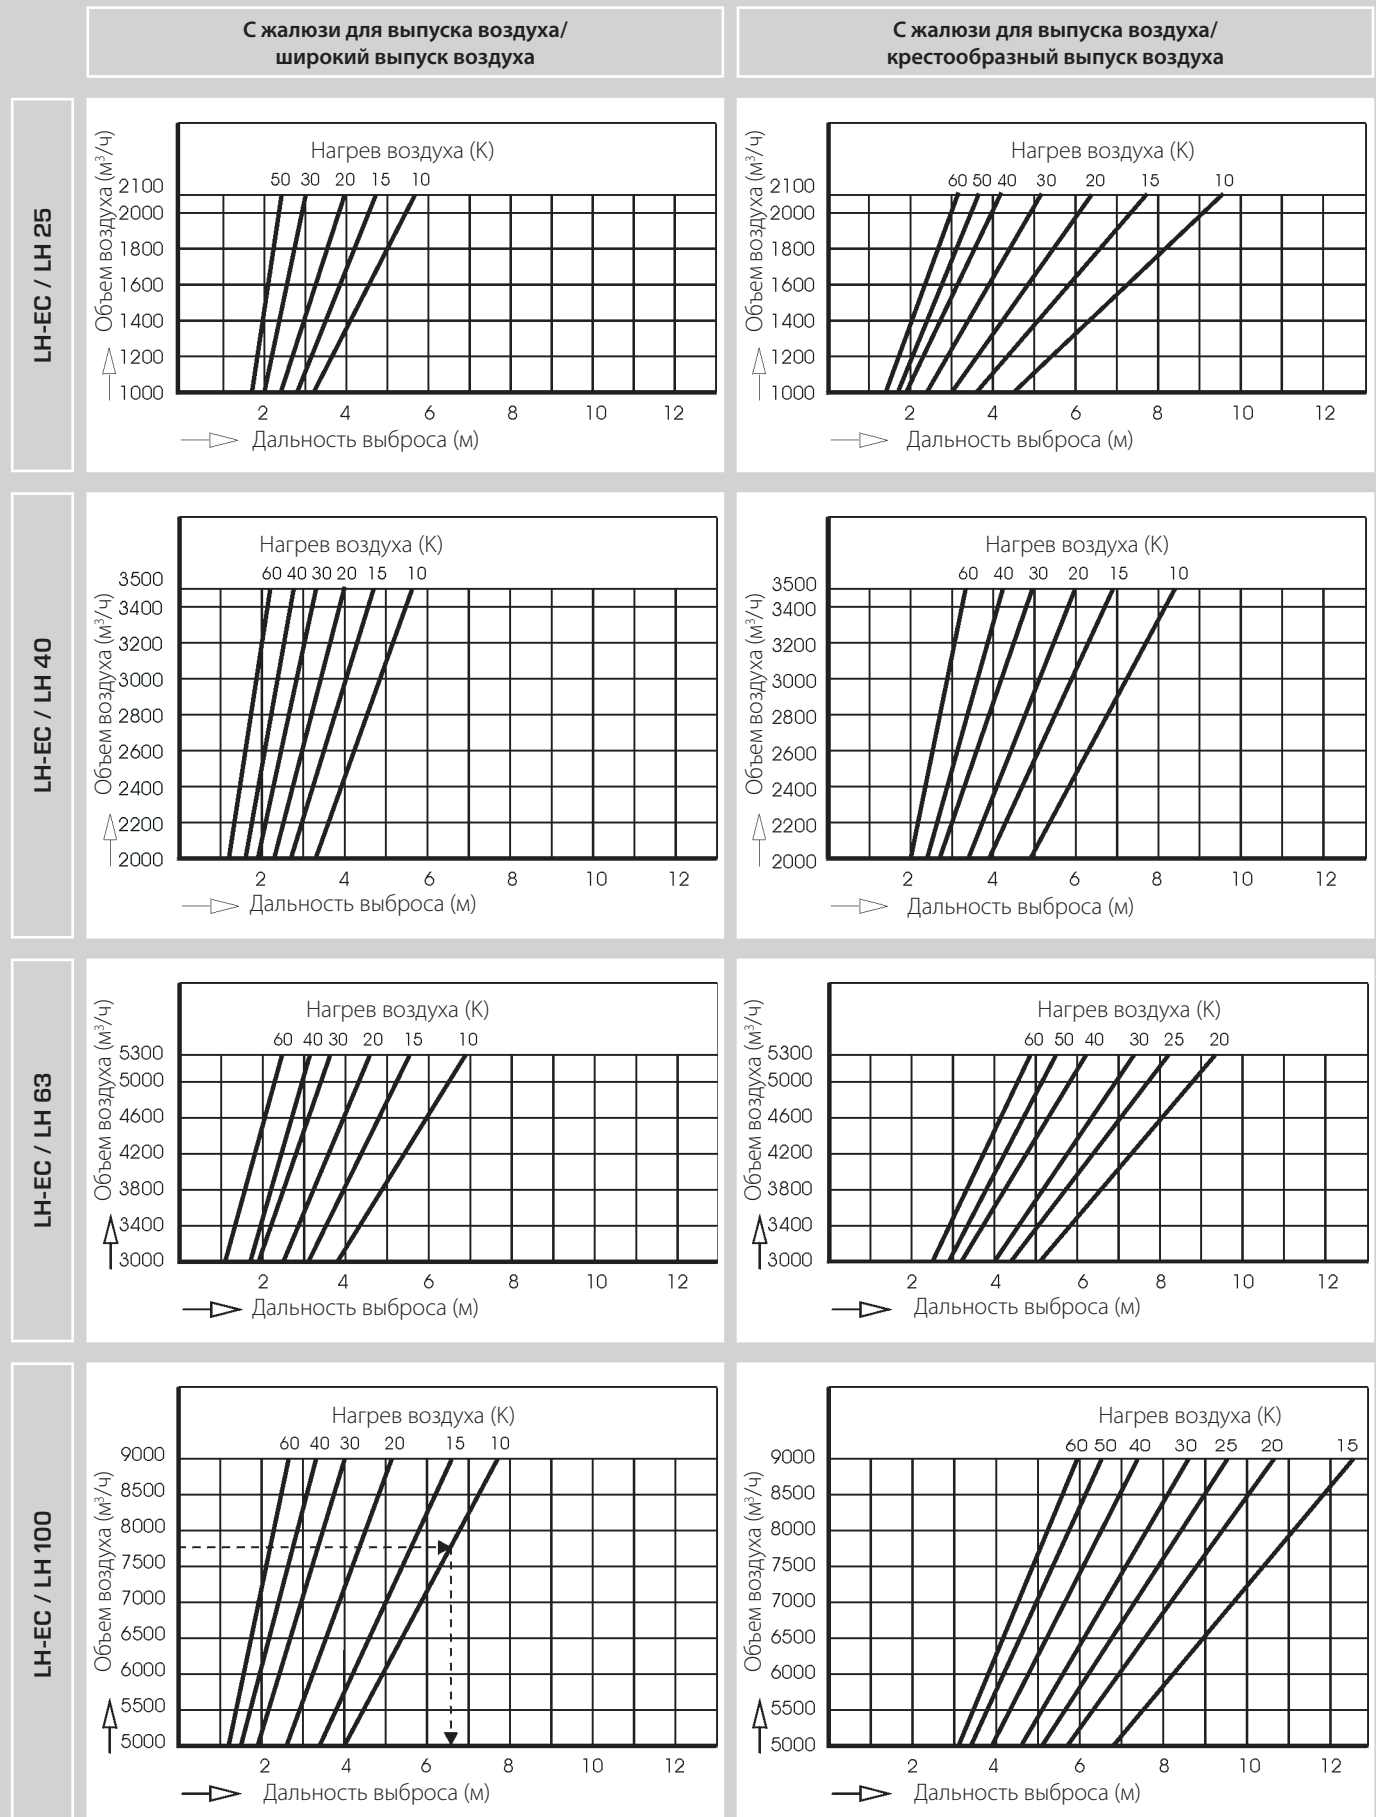 С жалюзи для выпуска воздуха/
широкий выпуск воздуха
С жалюзи для выпуска воздуха/
крестообразный выпуск воздуха
LH-EC / LH 25
Объем воздуха (м³/ч)
Нагрев воздуха (К)
50 30 20 15 10
2100
2000
1800
1600
1400
1200
1000
2 4 6 8 10 12
Дальность выброса (м)
Объем воздуха (м³/ч)
Нагрев воздуха (К)
60 50 40 30 20 15 10
2100
2000
1800
1600
1400
1200
1000
2 4 6 8 10 12
Дальность выброса (м)
LH-EC / LH 40
Объем воздуха (м³/ч)
Нагрев воздуха (К)
60 40 30 20 15 10
3500
3400
3200
3000
2800
2600
2400
2200
2000
2 4 6 8 10 12
Дальность выброса (м)
Объем воздуха (м³/ч)
Нагрев воздуха (К)
60 40 30 20 15 10
3500
3400
3200
3000
2800
2600
2400
2200
2000
2 4 6 8 10 12
Дальность выброса (м)
LH-EC / LH 63
Объем воздуха (м³/ч)
Нагрев воздуха (К)
60 40 30 20 15 10
5300
5000
4600
4200
3800
3400
3000
2 4 6 8 10 12
Дальность выброса (м)
Объем воздуха (м³/ч)
Нагрев воздуха (К)
60 50 40 30 25 20
5300
5000
4600
4200
3800
3400
3000
2 4 6 8 10 12
Дальность выброса (м)
LH-EC / LH 100
Объем воздуха (м³/ч)
Нагрев воздуха (К)
60 40 30 20 15 10
9000
8500
8000
7500
7000
6500
6000
5500
5000
2 4 6 8 10 12
Дальность выброса (м)
Объем воздуха (м³/ч)
Нагрев воздуха (К)
60 50 40 30 25 20 15
9000
8500
8000
7500
7000
6500
6000
5500
5000
2 4 6 8 10 12
Дальность выброса (м)